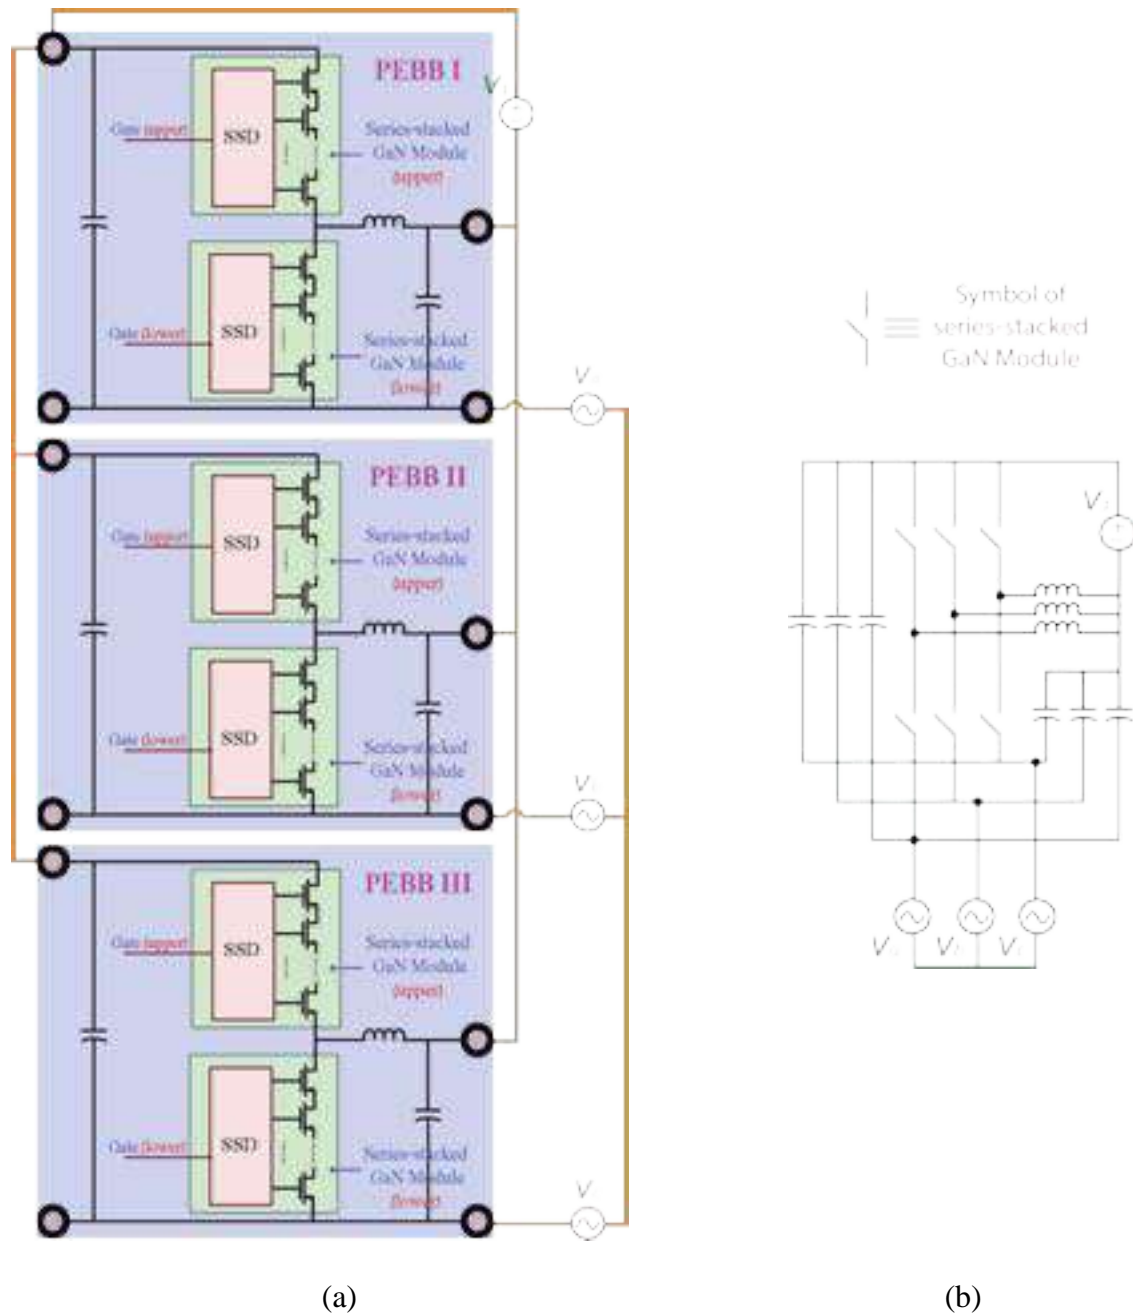 PEBB I
V
Gate (upper)
SSD
Series-stacked
GaN Module
(upper)
Gate (lower)
SSD
Series-stacked
GaN Module
(lower)
V
PEBB II
Gate (upper)
SSD
Series-stacked
GaN Module
(upper)
Gate (lower)
SSD
Series-stacked
GaN Module
(lower)
V
PEBB III
Gate (upper)
SSD
Series-stacked
GaN Module
(upper)
Gate (lower)
SSD
Series-stacked
GaN Module
(lower)
V
(a)
Symbol of
series-stacked
GaN Module
V
V
V
V
(b)